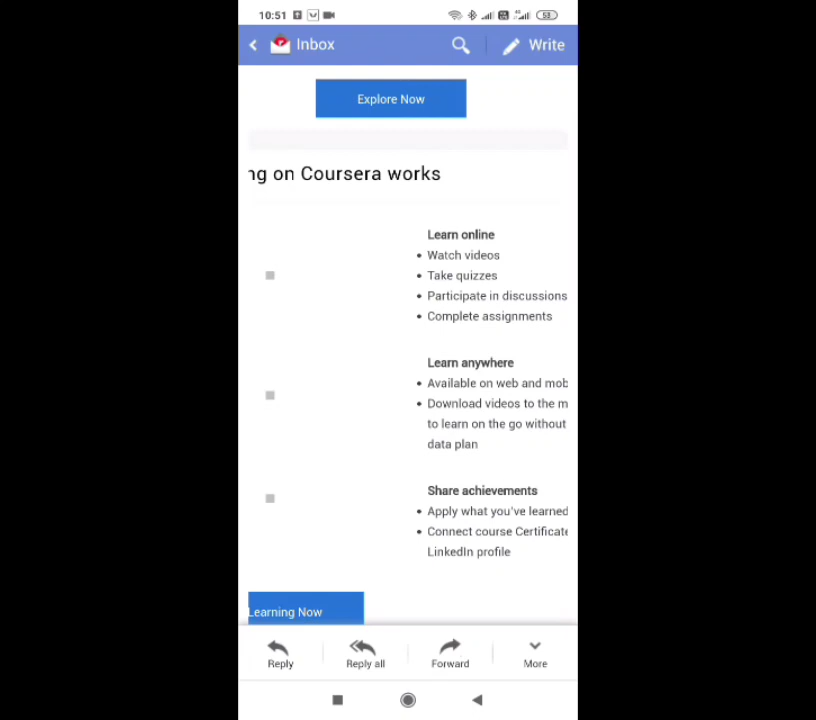 10:51
53
Inbox
Write
Explore Now
ng on Coursera works
Learn online
• Watch videos
• Take quizzes
• Participate in discussions
• Complete assignments
Learn anywhere
• Available on web and mob
• Download videos to the m
to learn on the go without
data plan
Share achievements
• Apply what you've learned
• Connect course Certificate
LinkedIn profile
Learning Now
Reply
Reply all
Forward
More